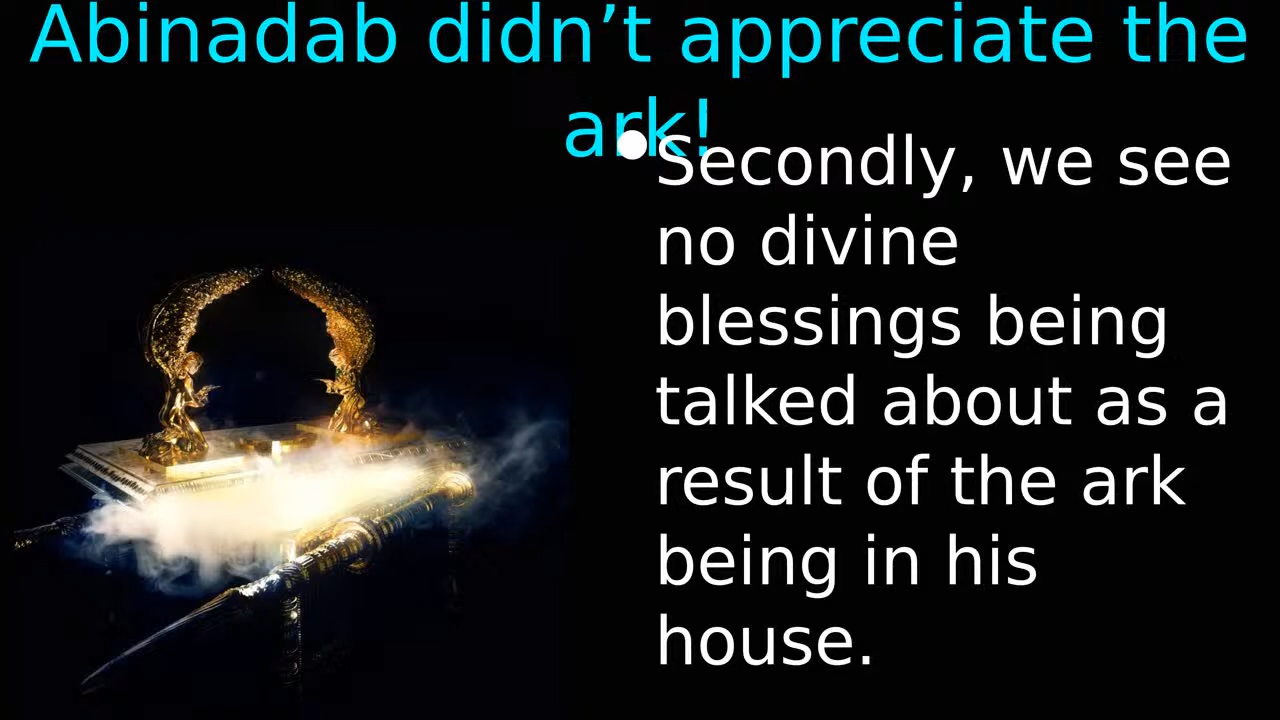 Abinadab didn’t appreciate the
ark!
●Secondly, we see
no divine
blessings being
talked about as a
result of the ark
being in his
house.